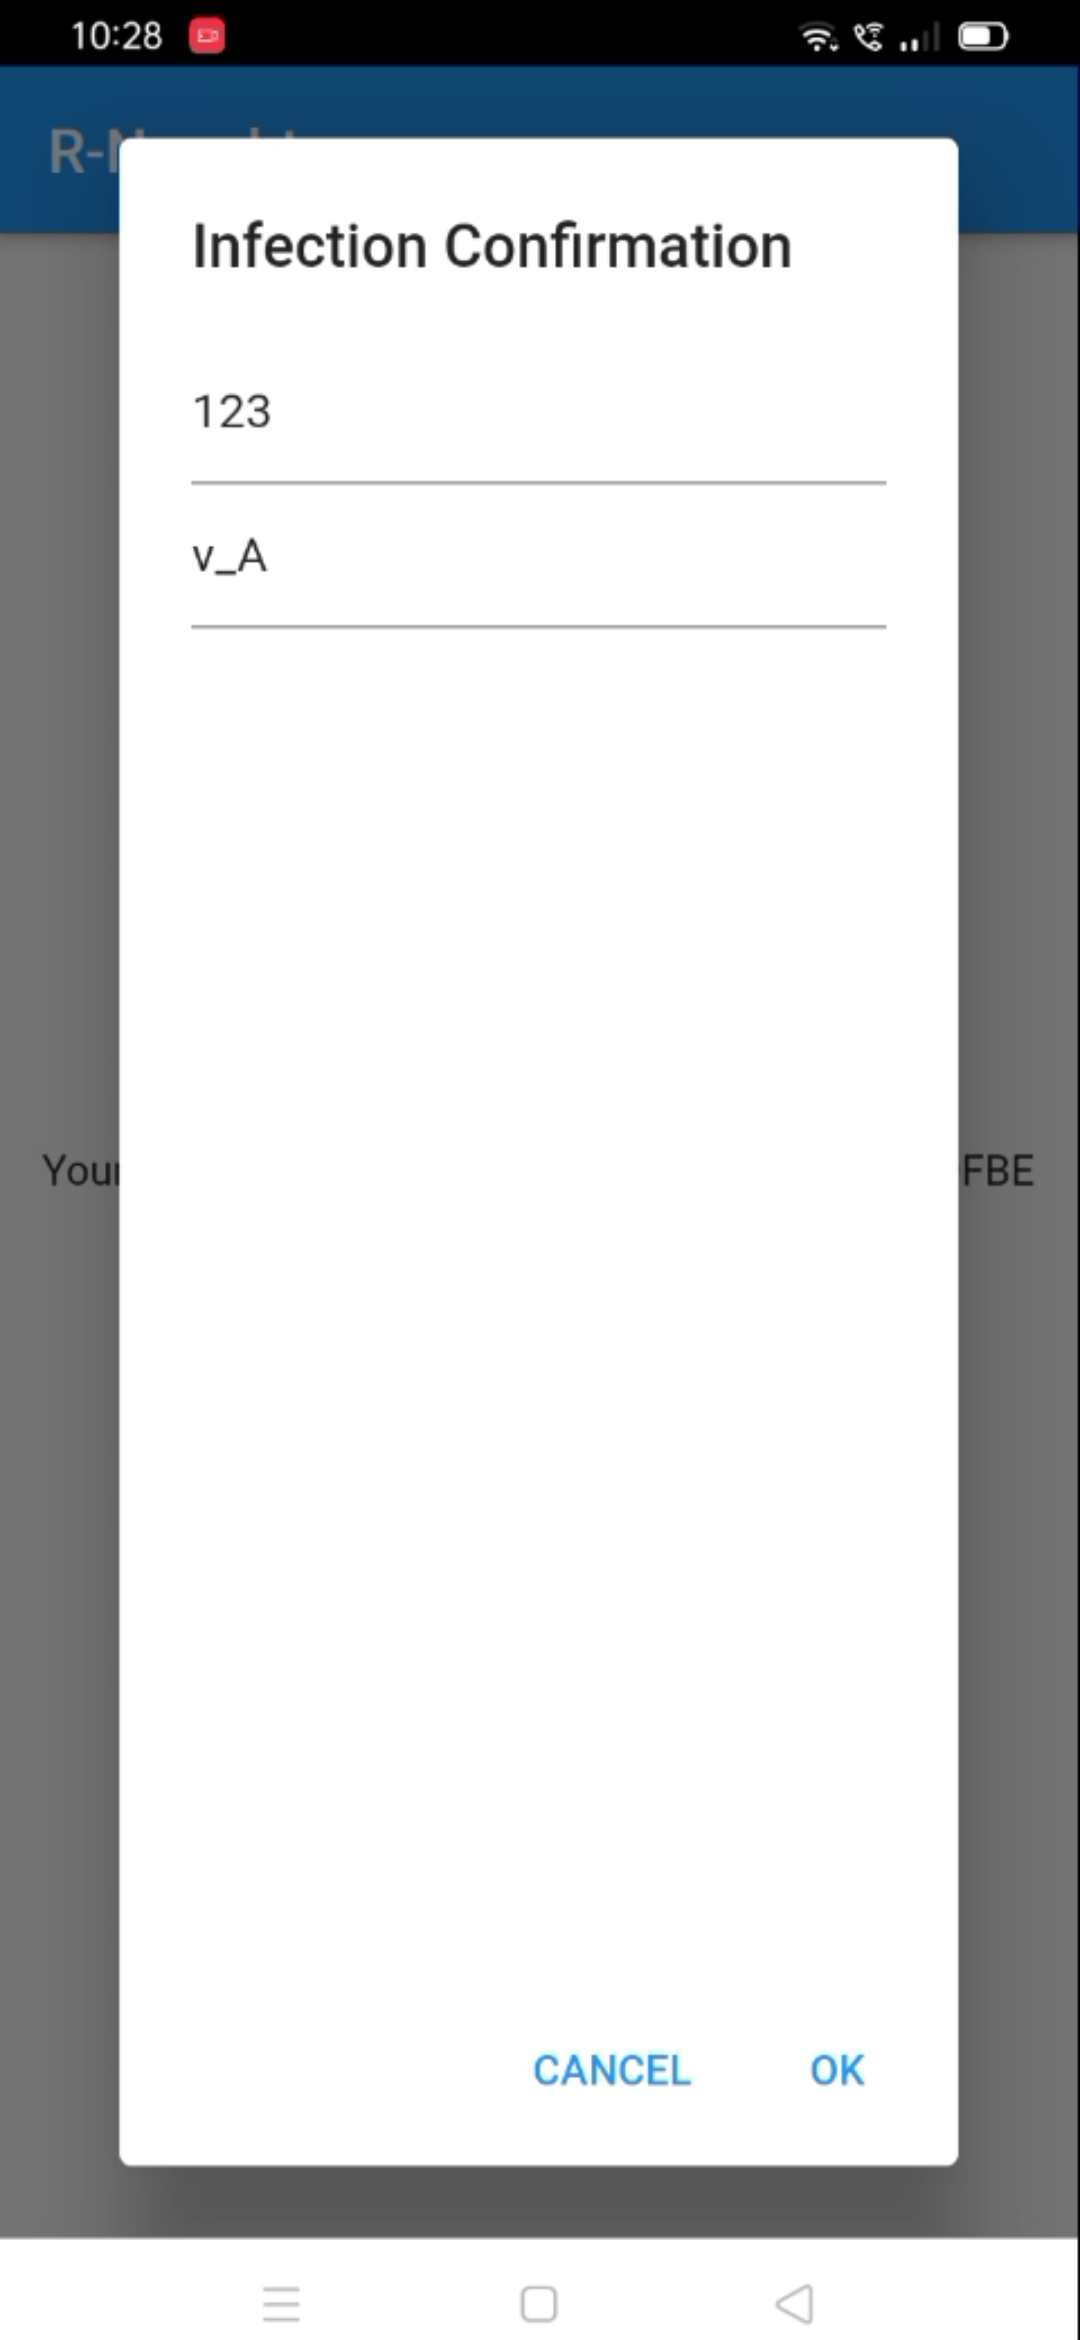 10:28
Infection Confirmation
123
v_A
FBE
CANCEL
OK